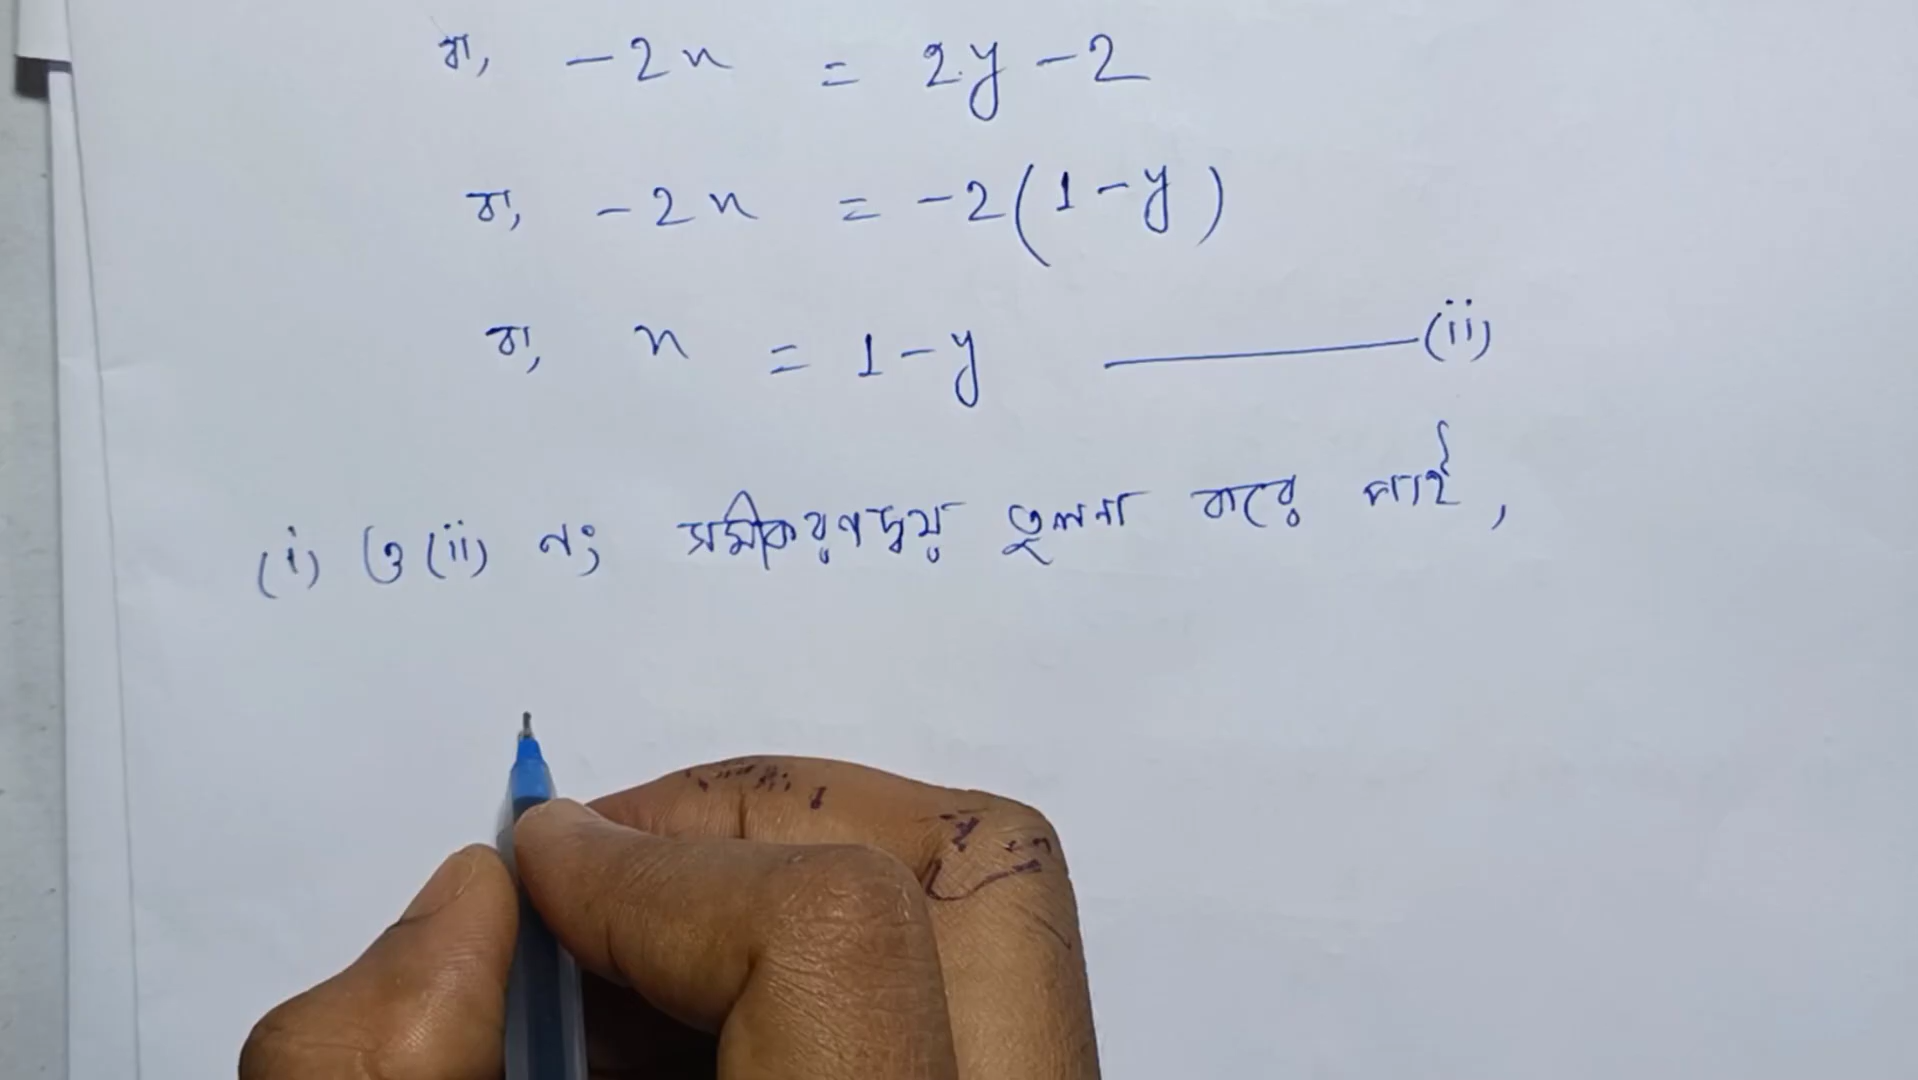 বা, -2x = 2y - 2
বা, -2x = -2(1-y)
বা, x = 1-y (ii)
(i) ও (ii) নং সমীকরণদ্বয় তুলনা করে পাই,